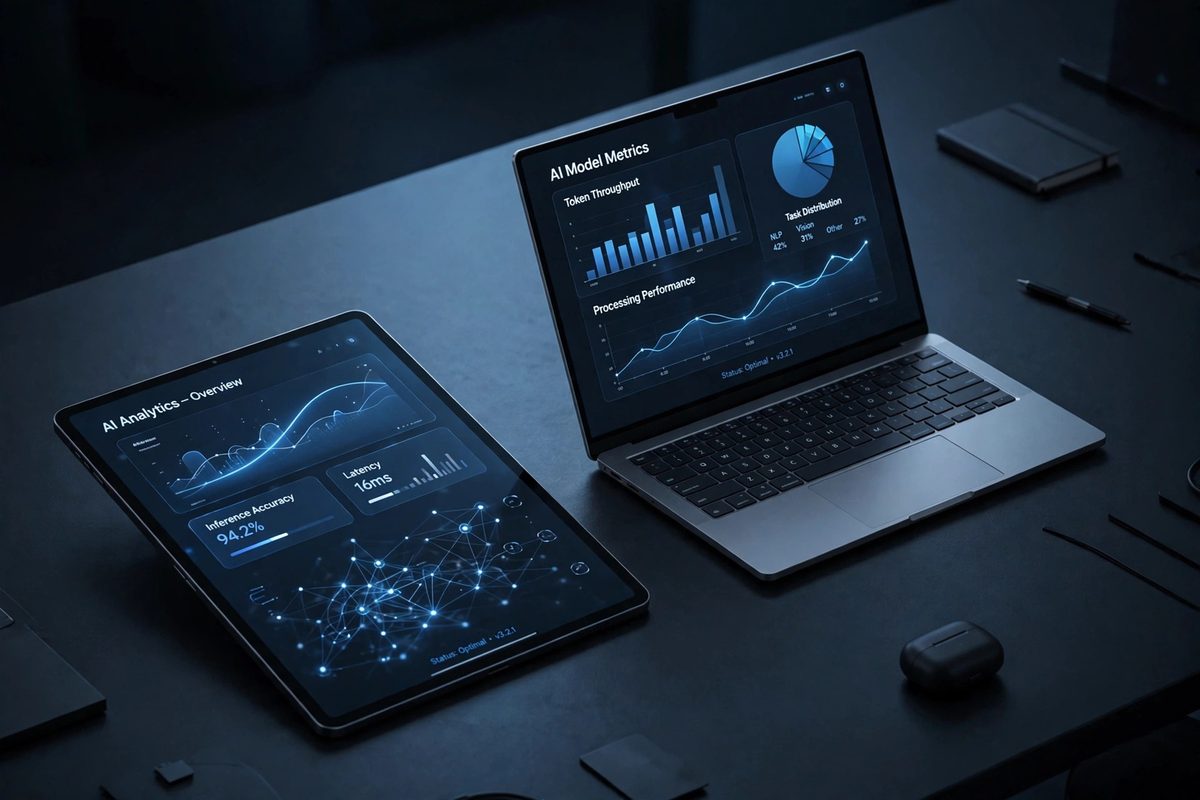 AI Analytics – Overview
Inference Accuracy
94.2%
Latency
16ms
Status: Optimal • v3.2.1
AI Model Metrics
Token Throughput
Task Distribution
NLP Vision Other 27%
42% 31%
Processing Performance
Status: Optimal • v3.2.1